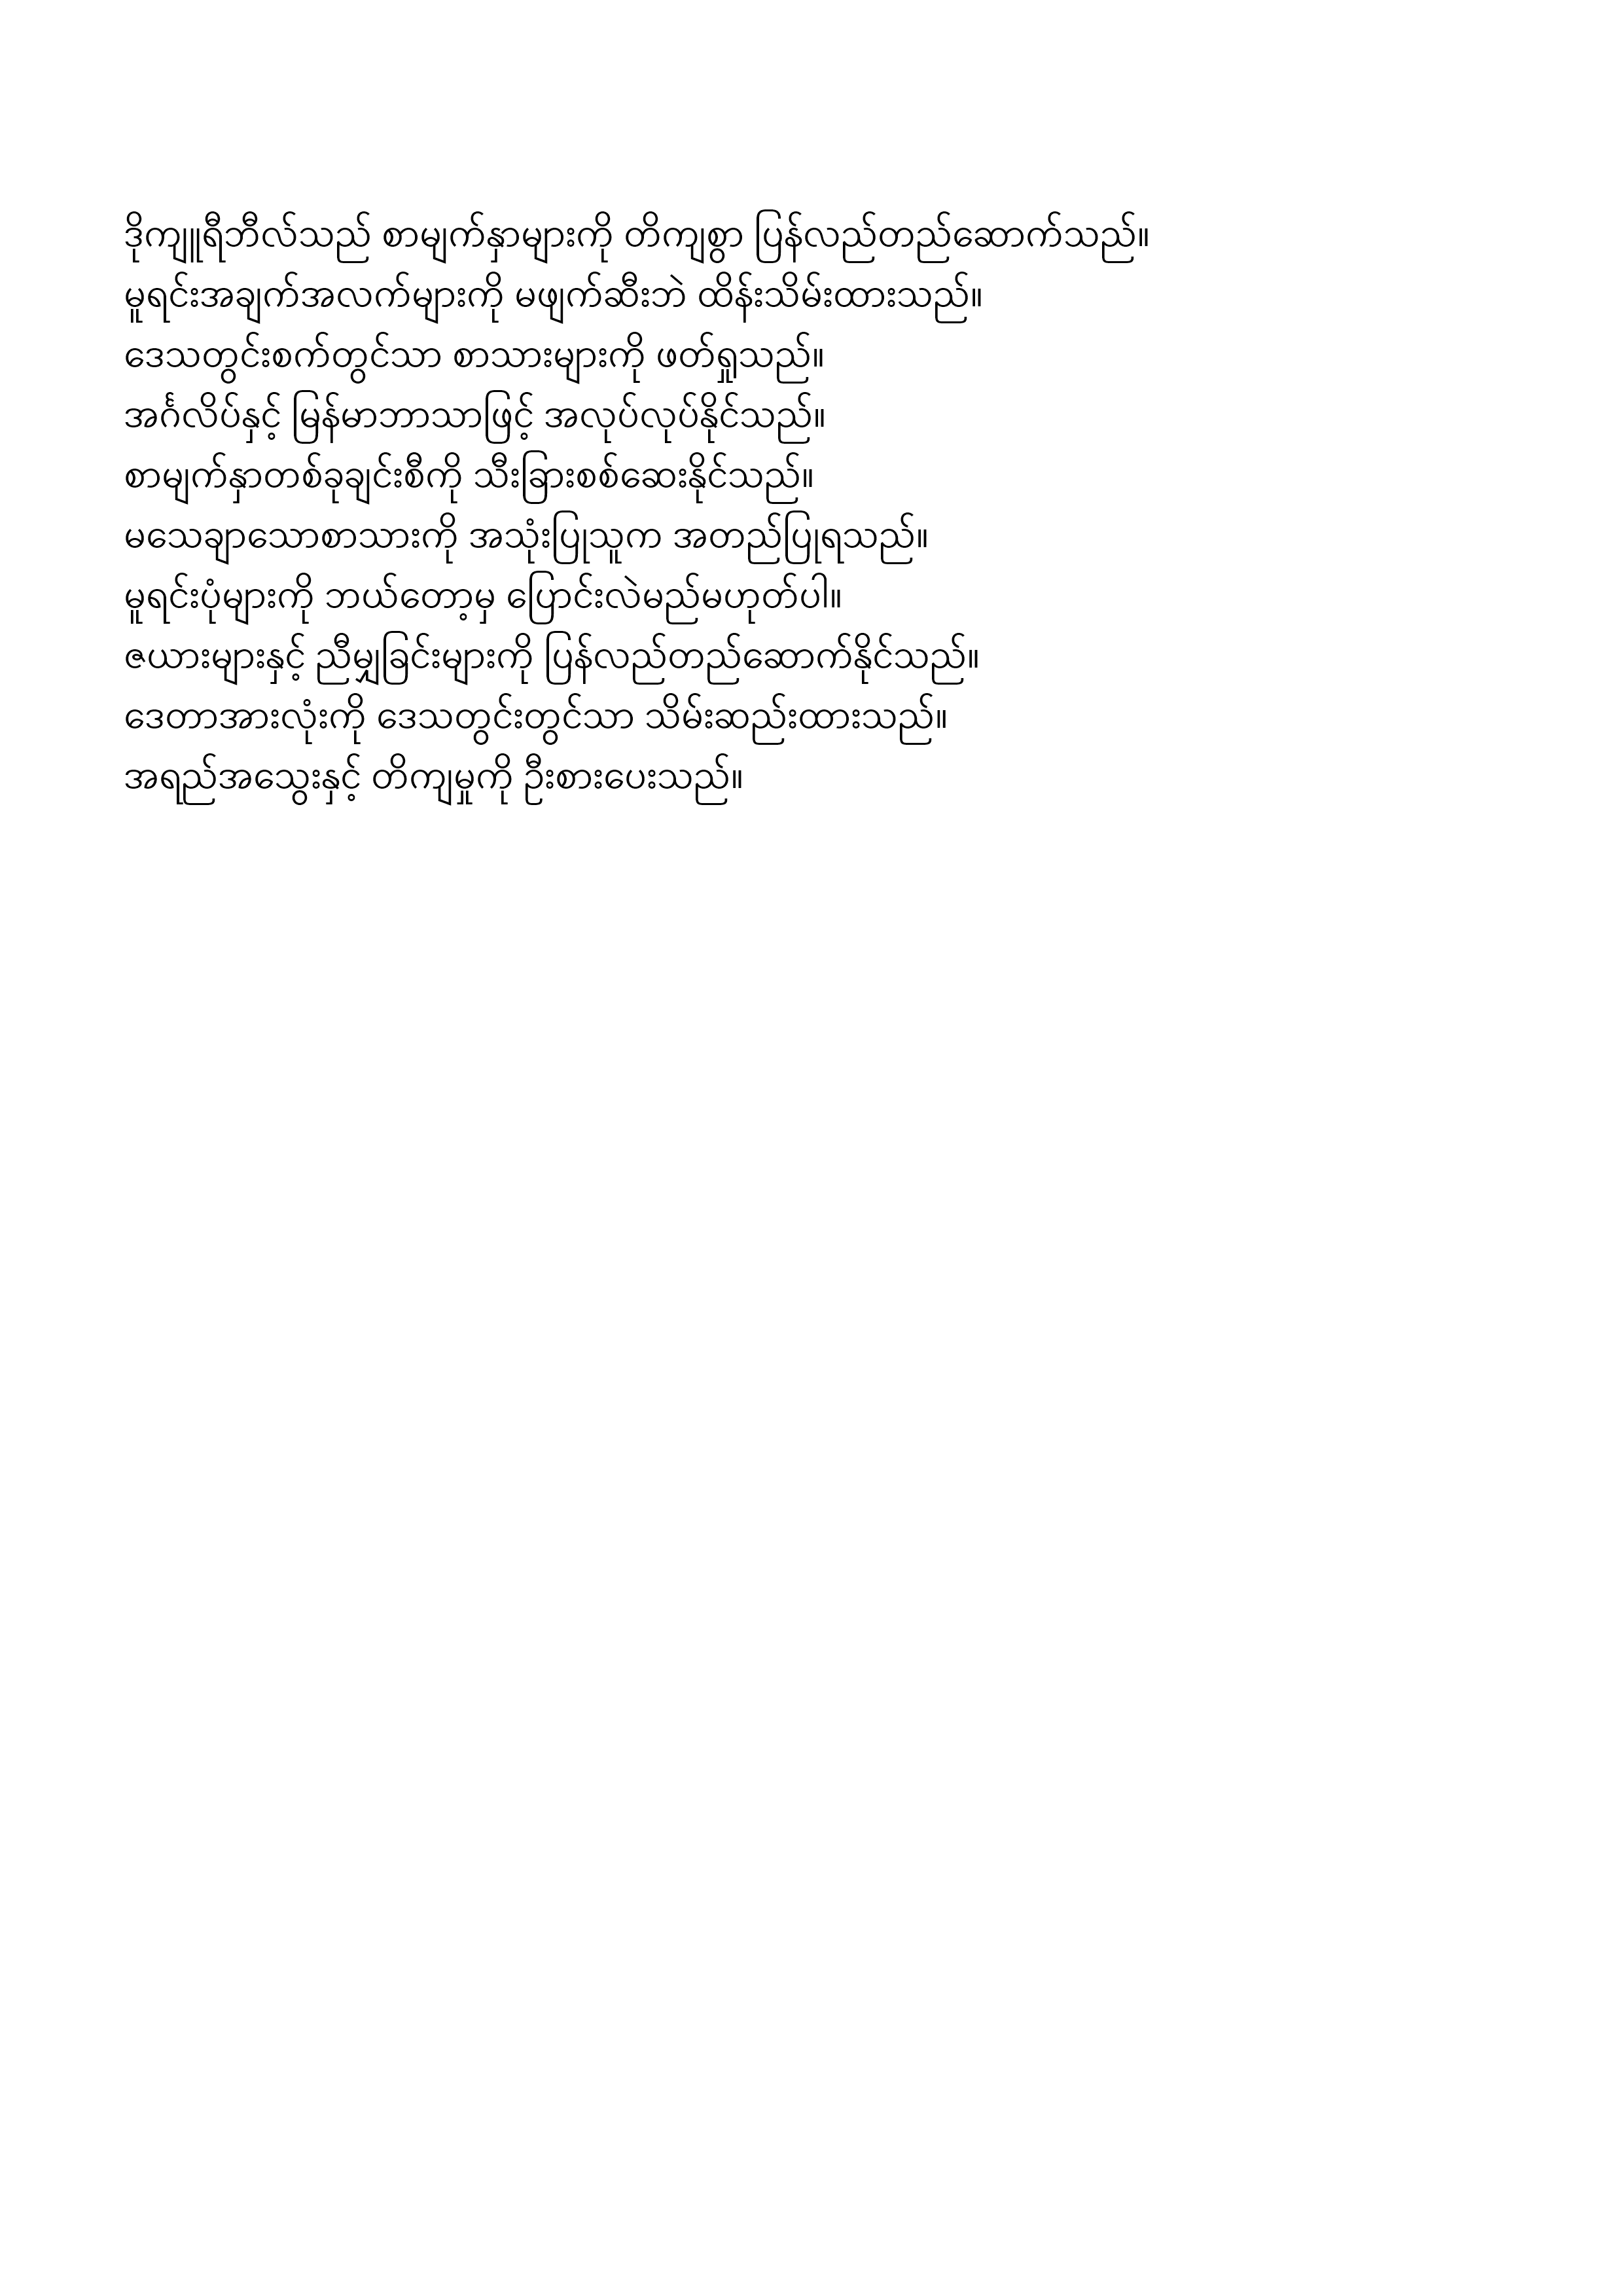 ဒိုကျူရီဘီလ်သည် စာမျက်နှာများကို တိကျစွာ ပြန်လည်တည်ဆောက်သည်။
မူရင်းအချက်အလက်များကို မဖျက်ဆီးဘဲ ထိန်းသိမ်းထားသည်။
ဒေသတွင်းစက်တွင်သာ စာသားများကို ဖတ်ရှုသည်။
အင်္ဂလိပ်နှင့် မြန်မာဘာသာဖြင့် အလုပ်လုပ်နိုင်သည်။
စာမျက်နှာတစ်ခုချင်းစီကို သီးခြားစစ်ဆေးနိုင်သည်။
မသေချာသောစာသားကို အသုံးပြုသူက အတည်ပြုရသည်။
မူရင်းပုံများကို ဘယ်တော့မှ ပြောင်းလဲမည်မဟုတ်ပါ။
ဇယားများနှင့် ညီမျှခြင်းများကို ပြန်လည်တည်ဆောက်နိုင်သည်။
ဒေတာအားလုံးကို ဒေသတွင်းတွင်သာ သိမ်းဆည်းထားသည်။
အရည်အသွေးနှင့် တိကျမှုကို ဦးစားပေးသည်။